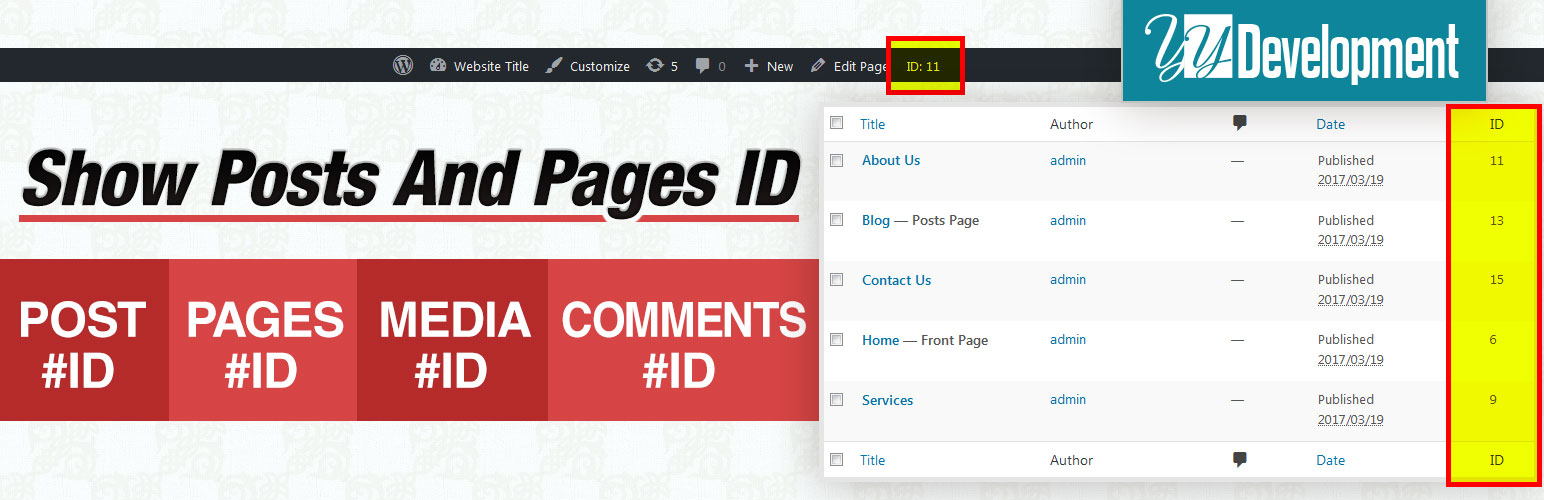 Website Title Customize 5 0 New Edit Page ID: 11
YY Development
Show Posts And Pages ID
POST
#ID
PAGES
#ID
MEDIA
#ID
COMMENTS
#ID
Title Author Date ID
About Us admin — Published 11
2017/03/19
Blog — Posts Page admin — Published 13
2017/03/19
Contact Us admin — Published 15
2017/03/19
Home — Front Page admin — Published 6
2017/03/19
Services admin — Published 9
2017/03/19
Title Author Date ID